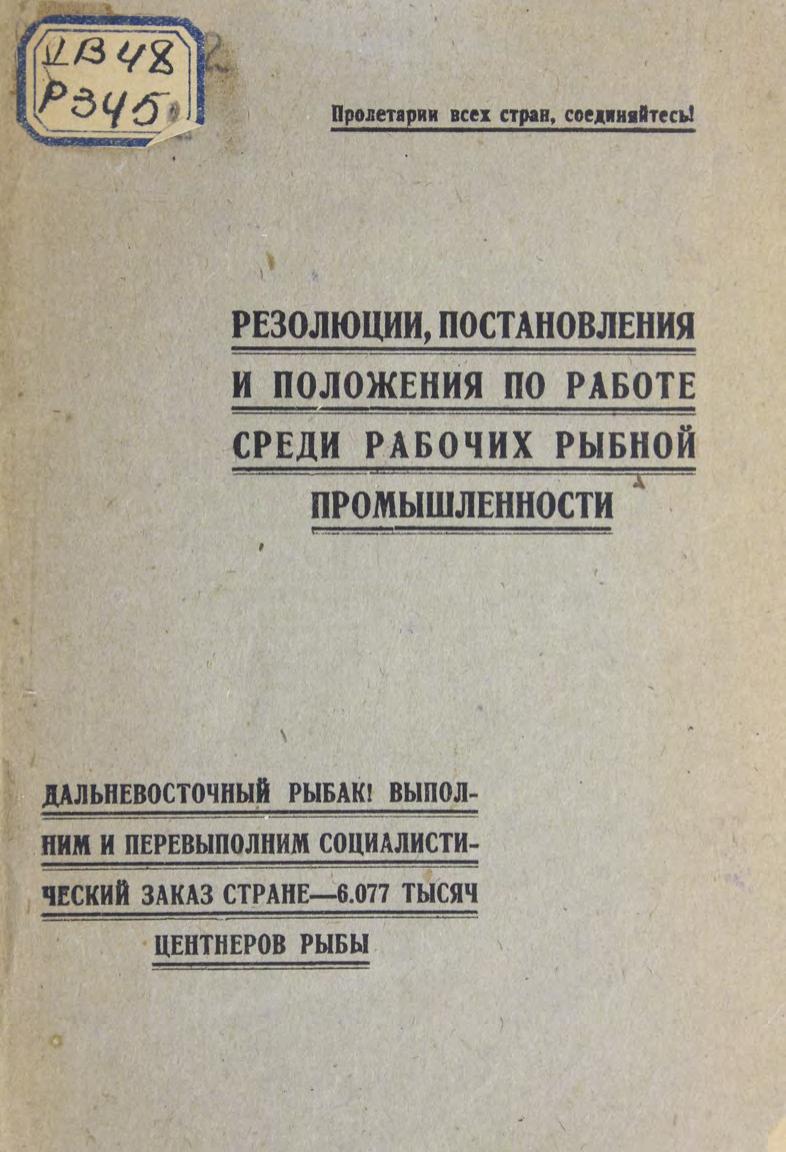 ДВ48
Р345
Пролетарии всех стран, соединяйтесь!
РЕЗОЛЮЦИИ, ПОСТАНОВЛЕНИЯ
И ПОЛОЖЕНИЯ ПО РАБОТЕ
СРЕДИ РАБОЧИХ РЫБНОЙ
ПРОМЫШЛЕННОСТИ
ДАЛЬНЕВОСТОЧНЫЙ РЫБАК! ВЫПОЛ-
НИМ И ПЕРЕВЫПОЛНИМ СОЦИАЛИСТИ-
ЧЕСКИЙ ЗАКАЗ СТРАНЕ—6.077 ТЫСЯЧ
ЦЕНТНЕРОВ РЫБЫ